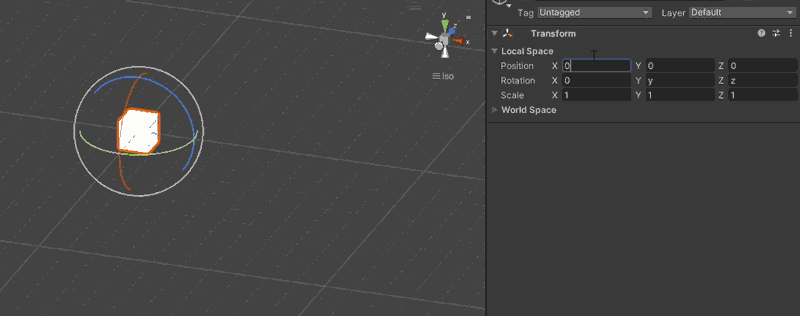 y
z
x
Iso
Tag Untagged Layer Default
Transform
Local Space
Position X 0 Y 0 Z 0
Rotation X 0 Y y Z z
Scale X 1 Y 1 Z 1
World Space